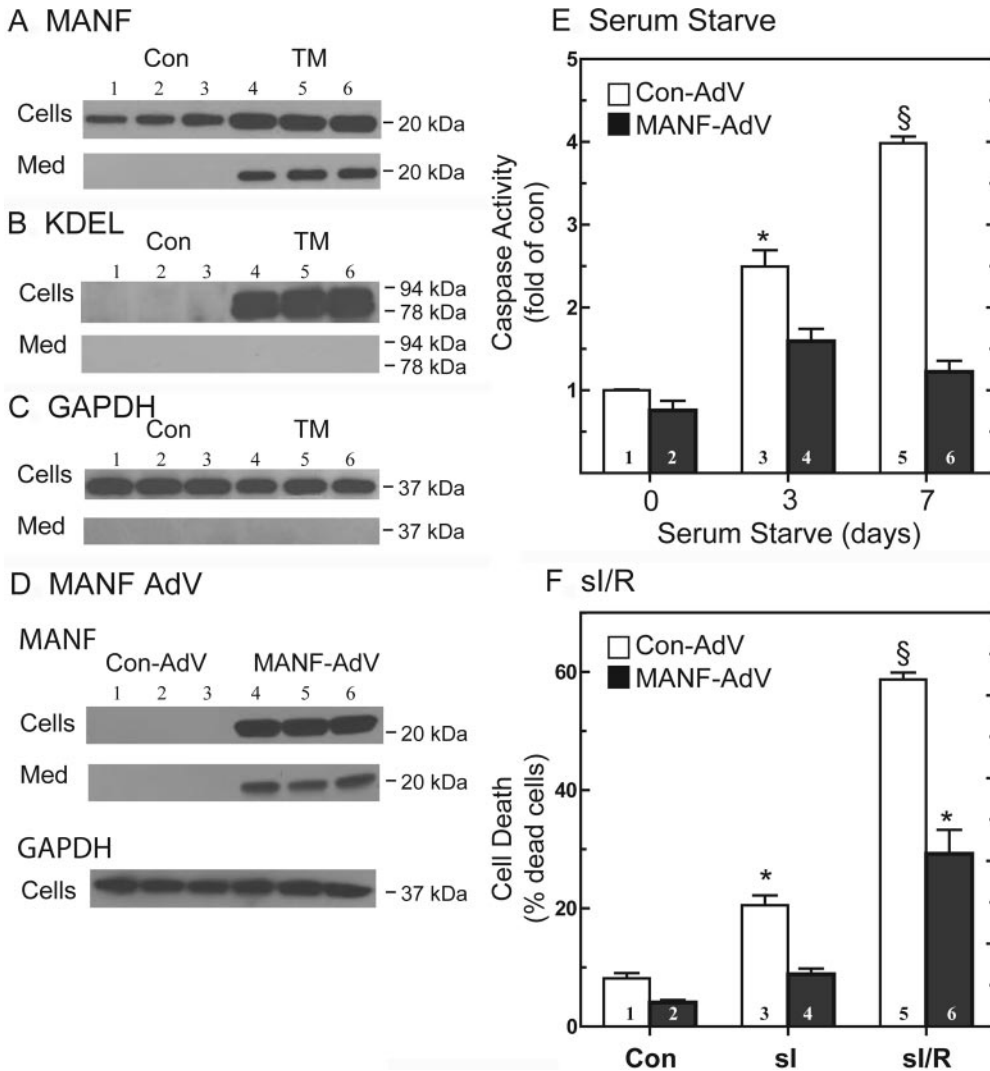 A MANF
Con TM
1 2 3 4 5 6
Cells - 20 kDa
Med - 20 kDa
B KDEL
Con TM
1 2 3 4 5 6
Cells - 94 kDa
- 78 kDa
Med - 94 kDa
- 78 kDa
C GAPDH
Con TM
1 2 3 4 5 6
Cells - 37 kDa
Med - 37 kDa
D MANF AdV
MANF
Con-AdV MANF-AdV
1 2 3 4 5 6
Cells - 20 kDa
Med - 20 kDa
GAPDH
Cells - 37 kDa
E Serum Starve
Caspase Activity
(fold of con)
5
4
3
2
1
Con-AdV
MANF-AdV
* §
1 2 3 4 5 6
0 3 7
Serum Starve (days)
F sI/R
Cell Death
(% dead cells)
60
40
20
0
Con-AdV
MANF-AdV
* § *
1 2 3 4 5 6
Con sI sI/R